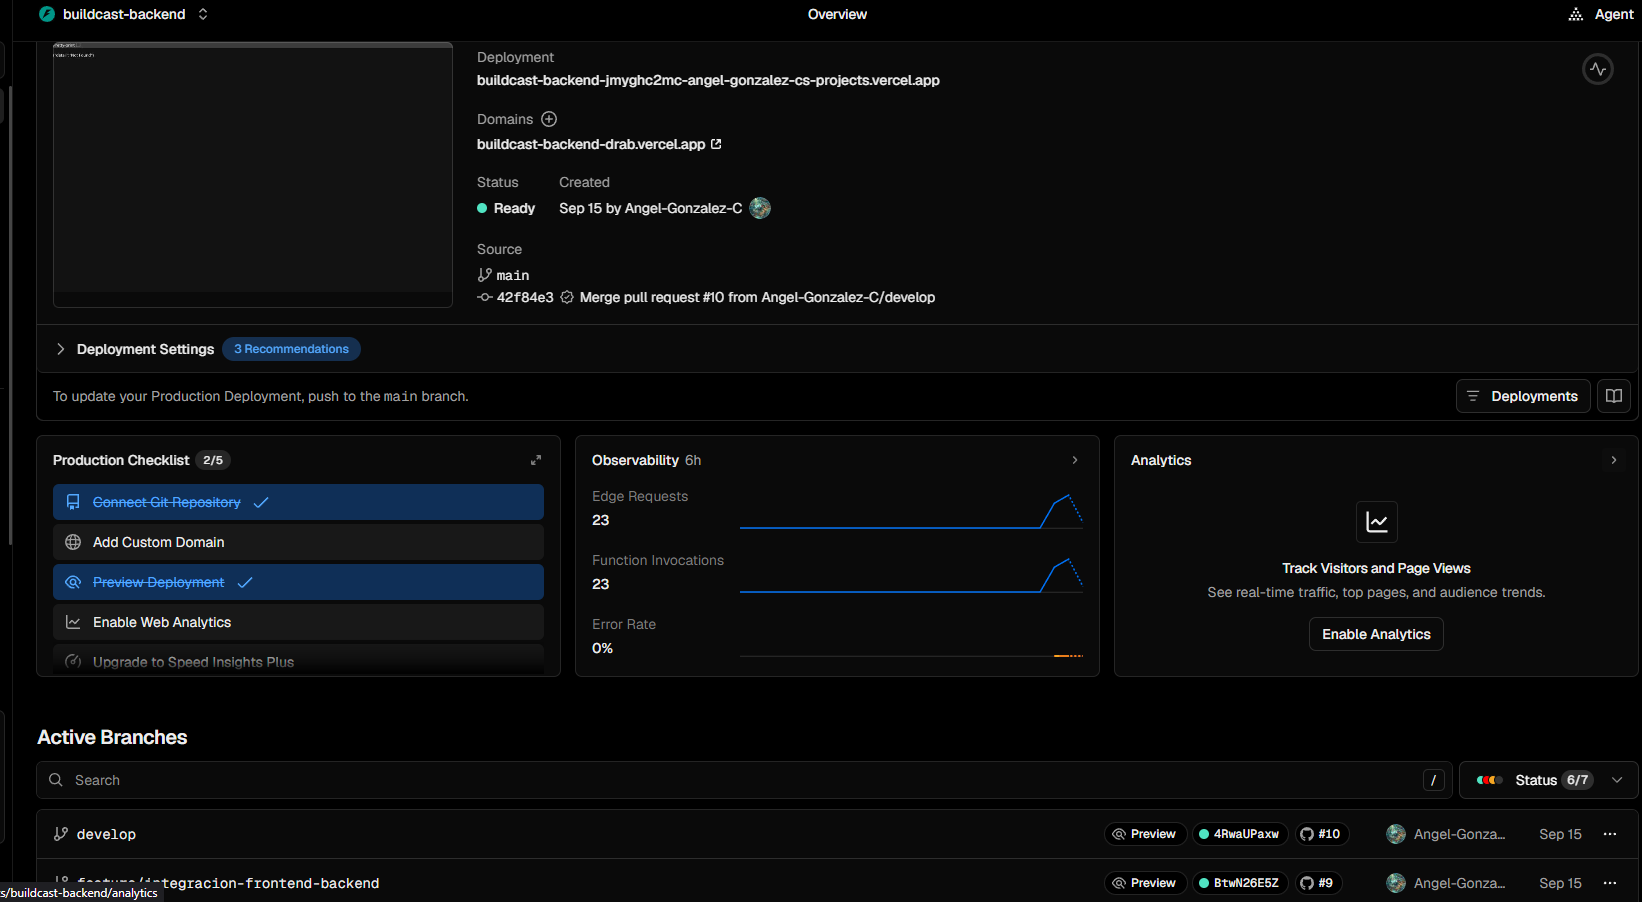 buildcast-backend
Overview
Agent
Deployment
buildcast-backend-jmyghc2mc-angel-gonzalez-cs-projects.vercel.app
Domains
buildcast-backend-drab.vercel.app
Status Created
Ready Sep 15 by Angel-Gonzalez-C
Source
main
42f84e3 Merge pull request #10 from Angel-Gonzalez-C/develop
Deployment Settings 3 Recommendations
To update your Production Deployment, push to the main branch.
Deployments
Production Checklist 2/5
Connect Git Repository
Add Custom Domain
Preview Deployment
Enable Web Analytics
Upgrade to Speed Insights Plus
Observability 6h
Edge Requests
23
Function Invocations
23
Error Rate
0%
Analytics
Track Visitors and Page Views
See real-time traffic, top pages, and audience trends.
Enable Analytics
Active Branches
Search /
Status 6/7
develop Preview 4RwaUPaxw #10 Angel-Gonza... Sep 15
feature/integracion-frontend-backend Preview BtwN26E5Z #9 Angel-Gonza... Sep 15
s/buildcast-backend/analytics